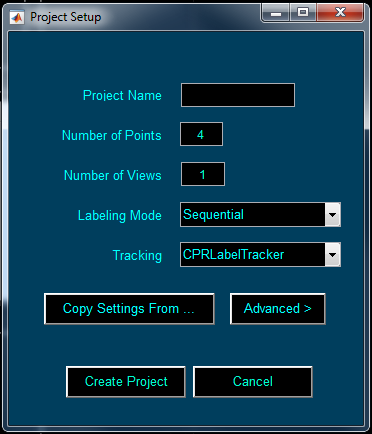 Project Setup
Project Name
Number of Points 4
Number of Views 1
Labeling Mode Sequential
Tracking CPRLabelTracker
Copy Settings From ... Advanced >
Create Project Cancel